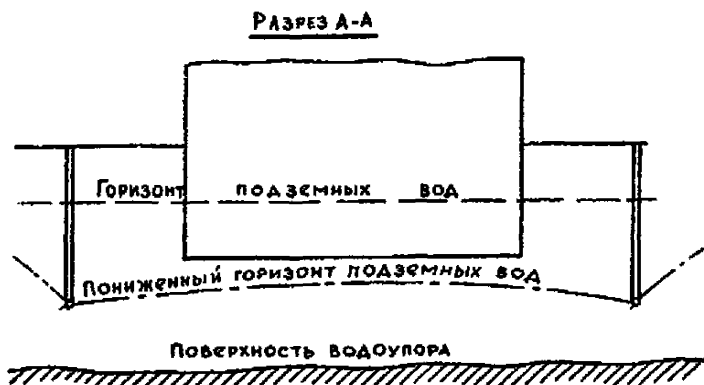 Разрез А-А
Горизонт подземных вод
Пониженный горизонт подземных вод
Поверхность водоупора